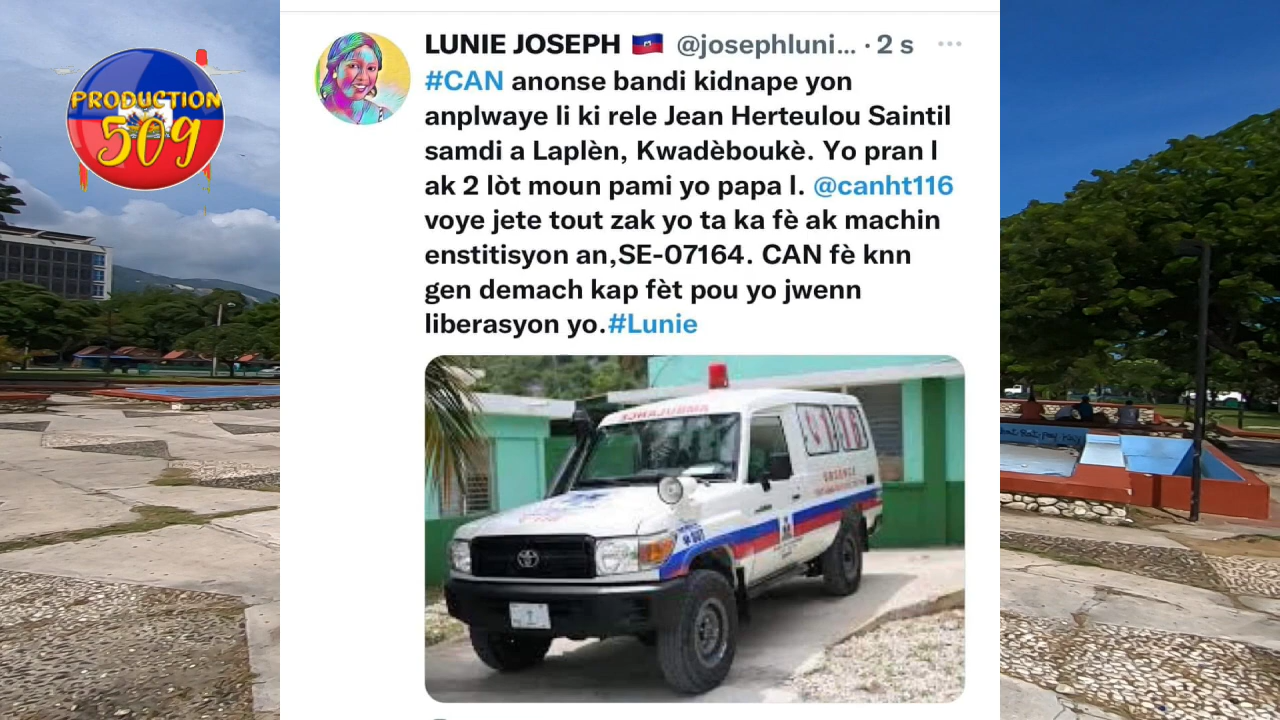 PRODUCTION
509
LUNIE JOSEPH 🇭🇹 @josephluni... · 2 s ...
#CAN anonse bandi kidnape yon
anplwaye li ki rele Jean Herteulou Saintil
samdi a Laplèn, Kwadèboukè. Yo pran l
ak 2 lòt moun pami yo papa l. @canht116
voye jete tout zak yo ta ka fè ak machin
enstitisyon an,SE-07164. CAN fè knn
gen demach kap fèt pou yo jwenn
liberasyon yo.#Lunie
116
URGENCE